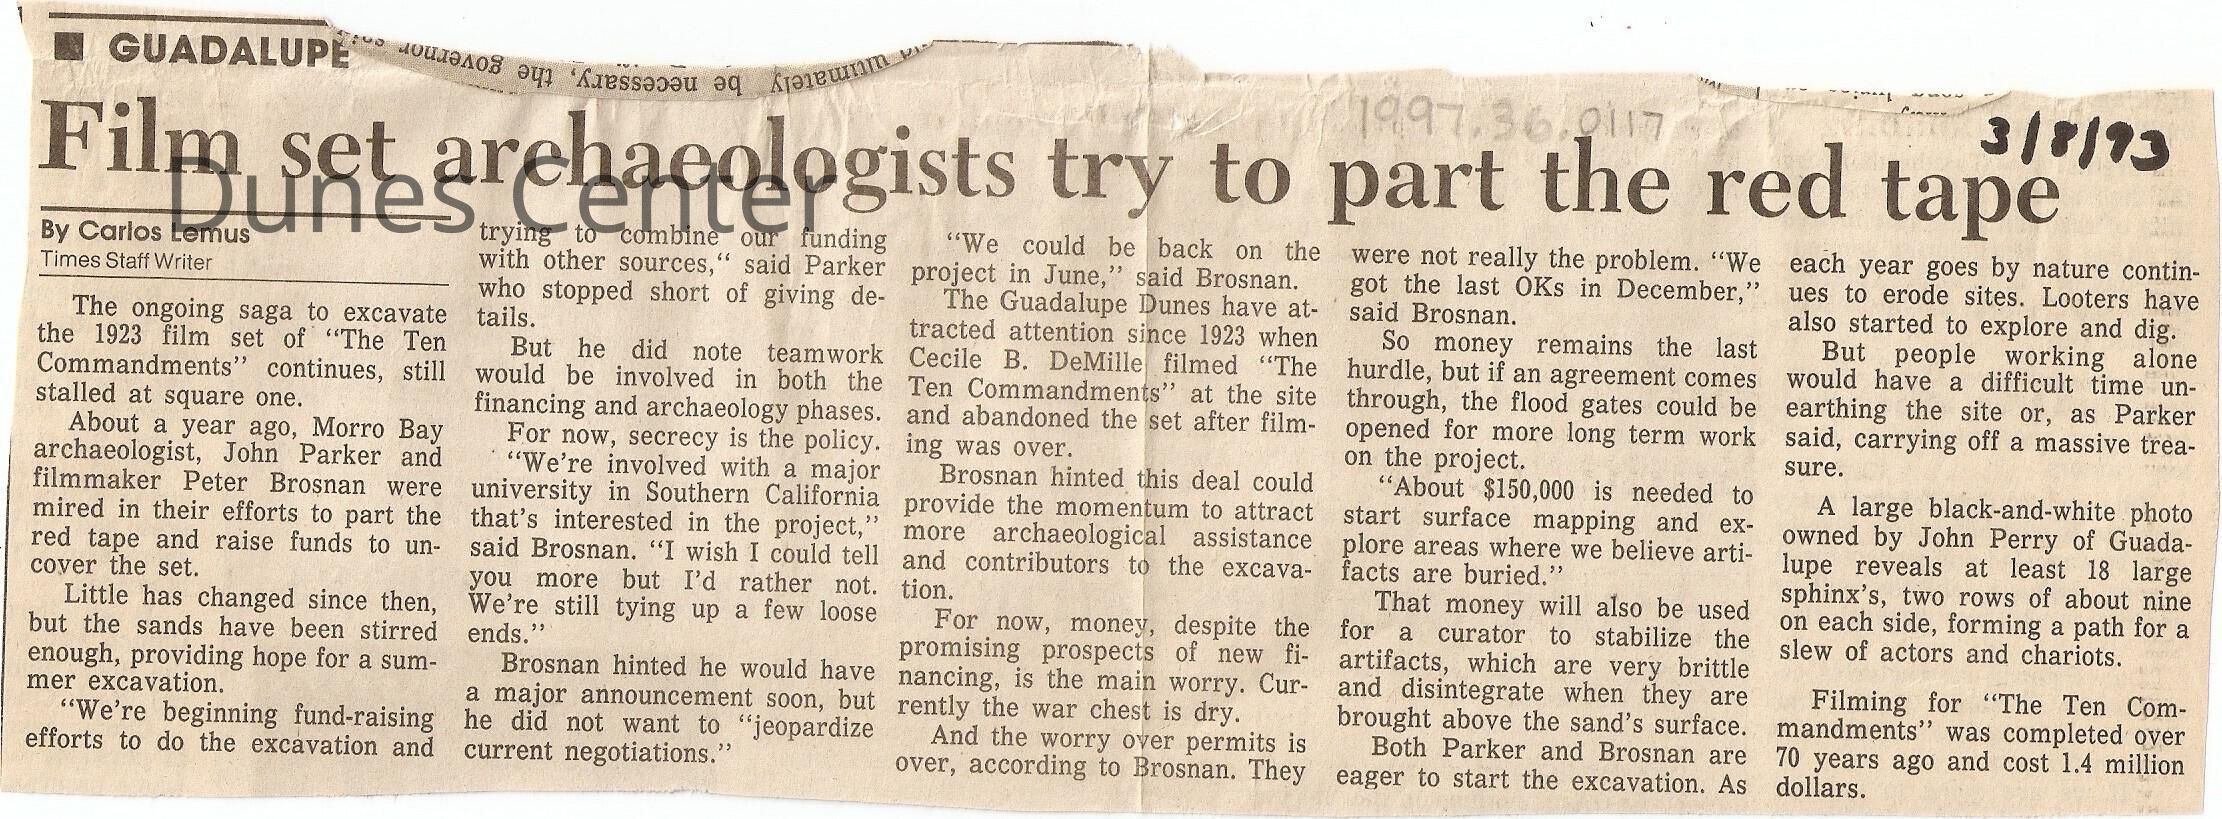 ■ GUADALUPE
be necessary, the governor
ultimately
1997.36.0117
3/8/93
Film set archaeologists try to part the red tape
Dunes Center
By Carlos Lemus
Times Staff Writer
The ongoing saga to excavate
the 1923 film set of “The Ten
Commandments” continues, still
stalled at square one.
About a year ago, Morro Bay
archaeologist, John Parker and
filmmaker Peter Brosnan were
mired in their efforts to part the
red tape and raise funds to un-
cover the set.
Little has changed since then,
but the sands have been stirred
enough, providing hope for a sum-
mer excavation.
“We’re beginning fund-raising
efforts to do the excavation and
trying to combine our funding
with other sources,“ said Parker
who stopped short of giving de-
tails.
But he did note teamwork
would be involved in both the
financing and archaeology phases.
For now, secrecy is the policy.
“We’re involved with a major
university in Southern California
that’s interested in the project,”
said Brosnan. “I wish I could tell
you more but I’d rather not.
We’re still tying up a few loose
ends.”
Brosnan hinted he would have
a major announcement soon, but
he did not want to “jeopardize
current negotiations.”
“We could be back on the
project in June,” said Brosnan.
The Guadalupe Dunes have at-
tracted attention since 1923 when
Cecile B. DeMille filmed “The
Ten Commandments” at the site
and abandoned the set after film-
ing was over.
Brosnan hinted this deal could
provide the momentum to attract
more archaeological assistance
and contributors to the excava-
tion.
For now, money, despite the
promising prospects of new fi-
nancing, is the main worry. Cur-
rently the war chest is dry.
And the worry over permits is
over, according to Brosnan. They
were not really the problem. “We
got the last OKs in December,”
said Brosnan.
So money remains the last
hurdle, but if an agreement comes
through, the flood gates could be
opened for more long term work
on the project.
“About $150,000 is needed to
start surface mapping and ex-
plore areas where we believe arti-
facts are buried.”
That money will also be used
for a curator to stabilize the
artifacts, which are very brittle
and disintegrate when they are
brought above the sand’s surface.
Both Parker and Brosnan are
eager to start the excavation. As
each year goes by nature contin-
ues to erode sites. Looters have
also started to explore and dig.
But people working alone
would have a difficult time un-
earthing the site or, as Parker
said, carrying off a massive trea-
sure.
A large black-and-white photo
owned by John Perry of Guada-
lupe reveals at least 18 large
sphinx’s, two rows of about nine
on each side, forming a path for a
slew of actors and chariots.
Filming for “The Ten Com-
mandments” was completed over
70 years ago and cost 1.4 million
dollars.